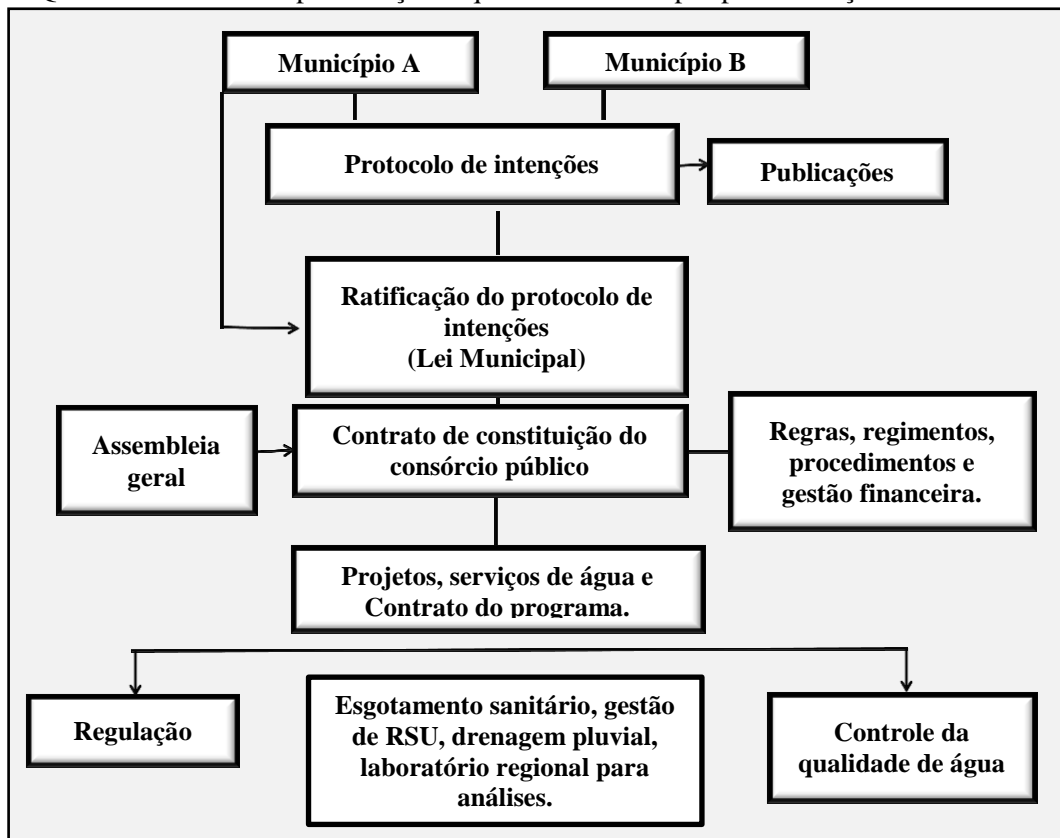 Município A
Município B
Protocolo de intenções
Publicações
Ratificação do protocolo de
intenções
(Lei Municipal)
Assembleia
geral
Contrato de constituição do
consórcio público
Regras, regimentos,
procedimentos e
gestão financeira.
Projetos, serviços de água e
Contrato do programa.
Regulação
Esgotamento sanitário, gestão
de RSU, drenagem pluvial,
laboratório regional para
análises.
Controle da
qualidade de água